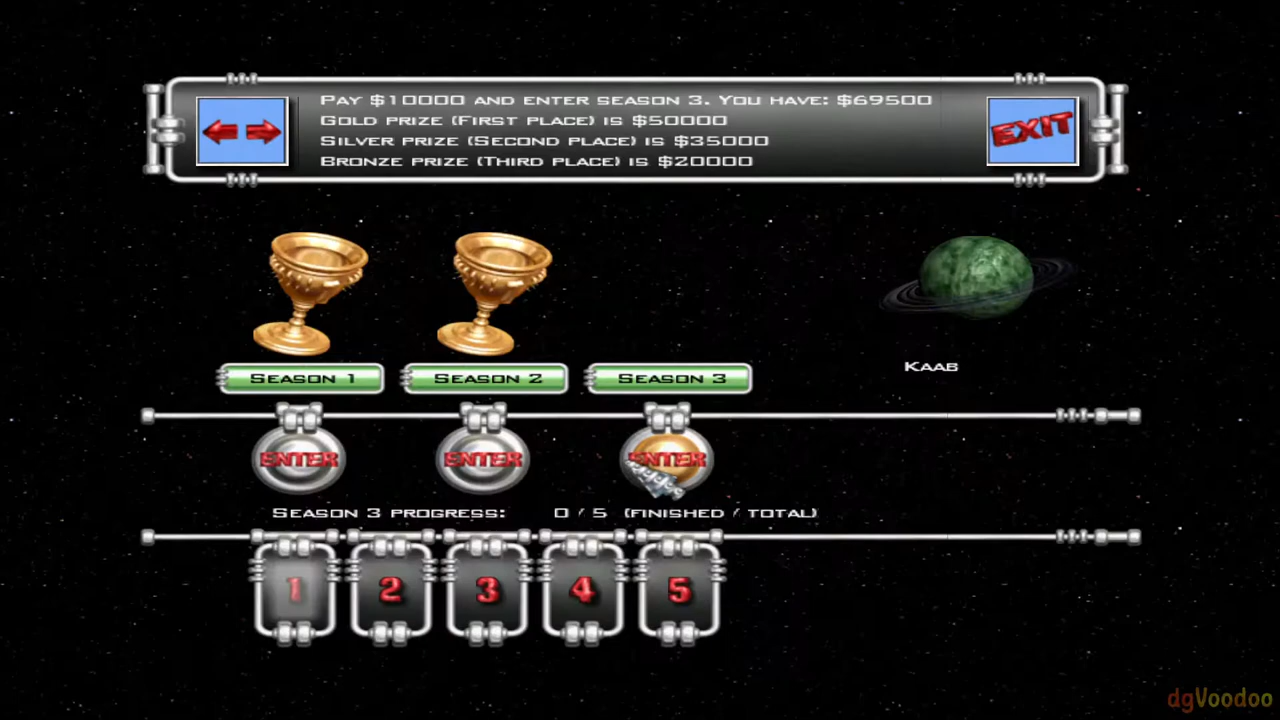 Pay $10000 and enter season 3. You have: $69500
Gold prize (First place) is $50000
Silver prize (Second place) is $35000
Bronze prize (Third place) is $20000
EXIT
Kaab
Season 1
Season 2
Season 3
ENTER
ENTER
ENTER
Season 3 progress: 0 / 5 (finished / total)
1
2
3
4
5
dgVoodoo